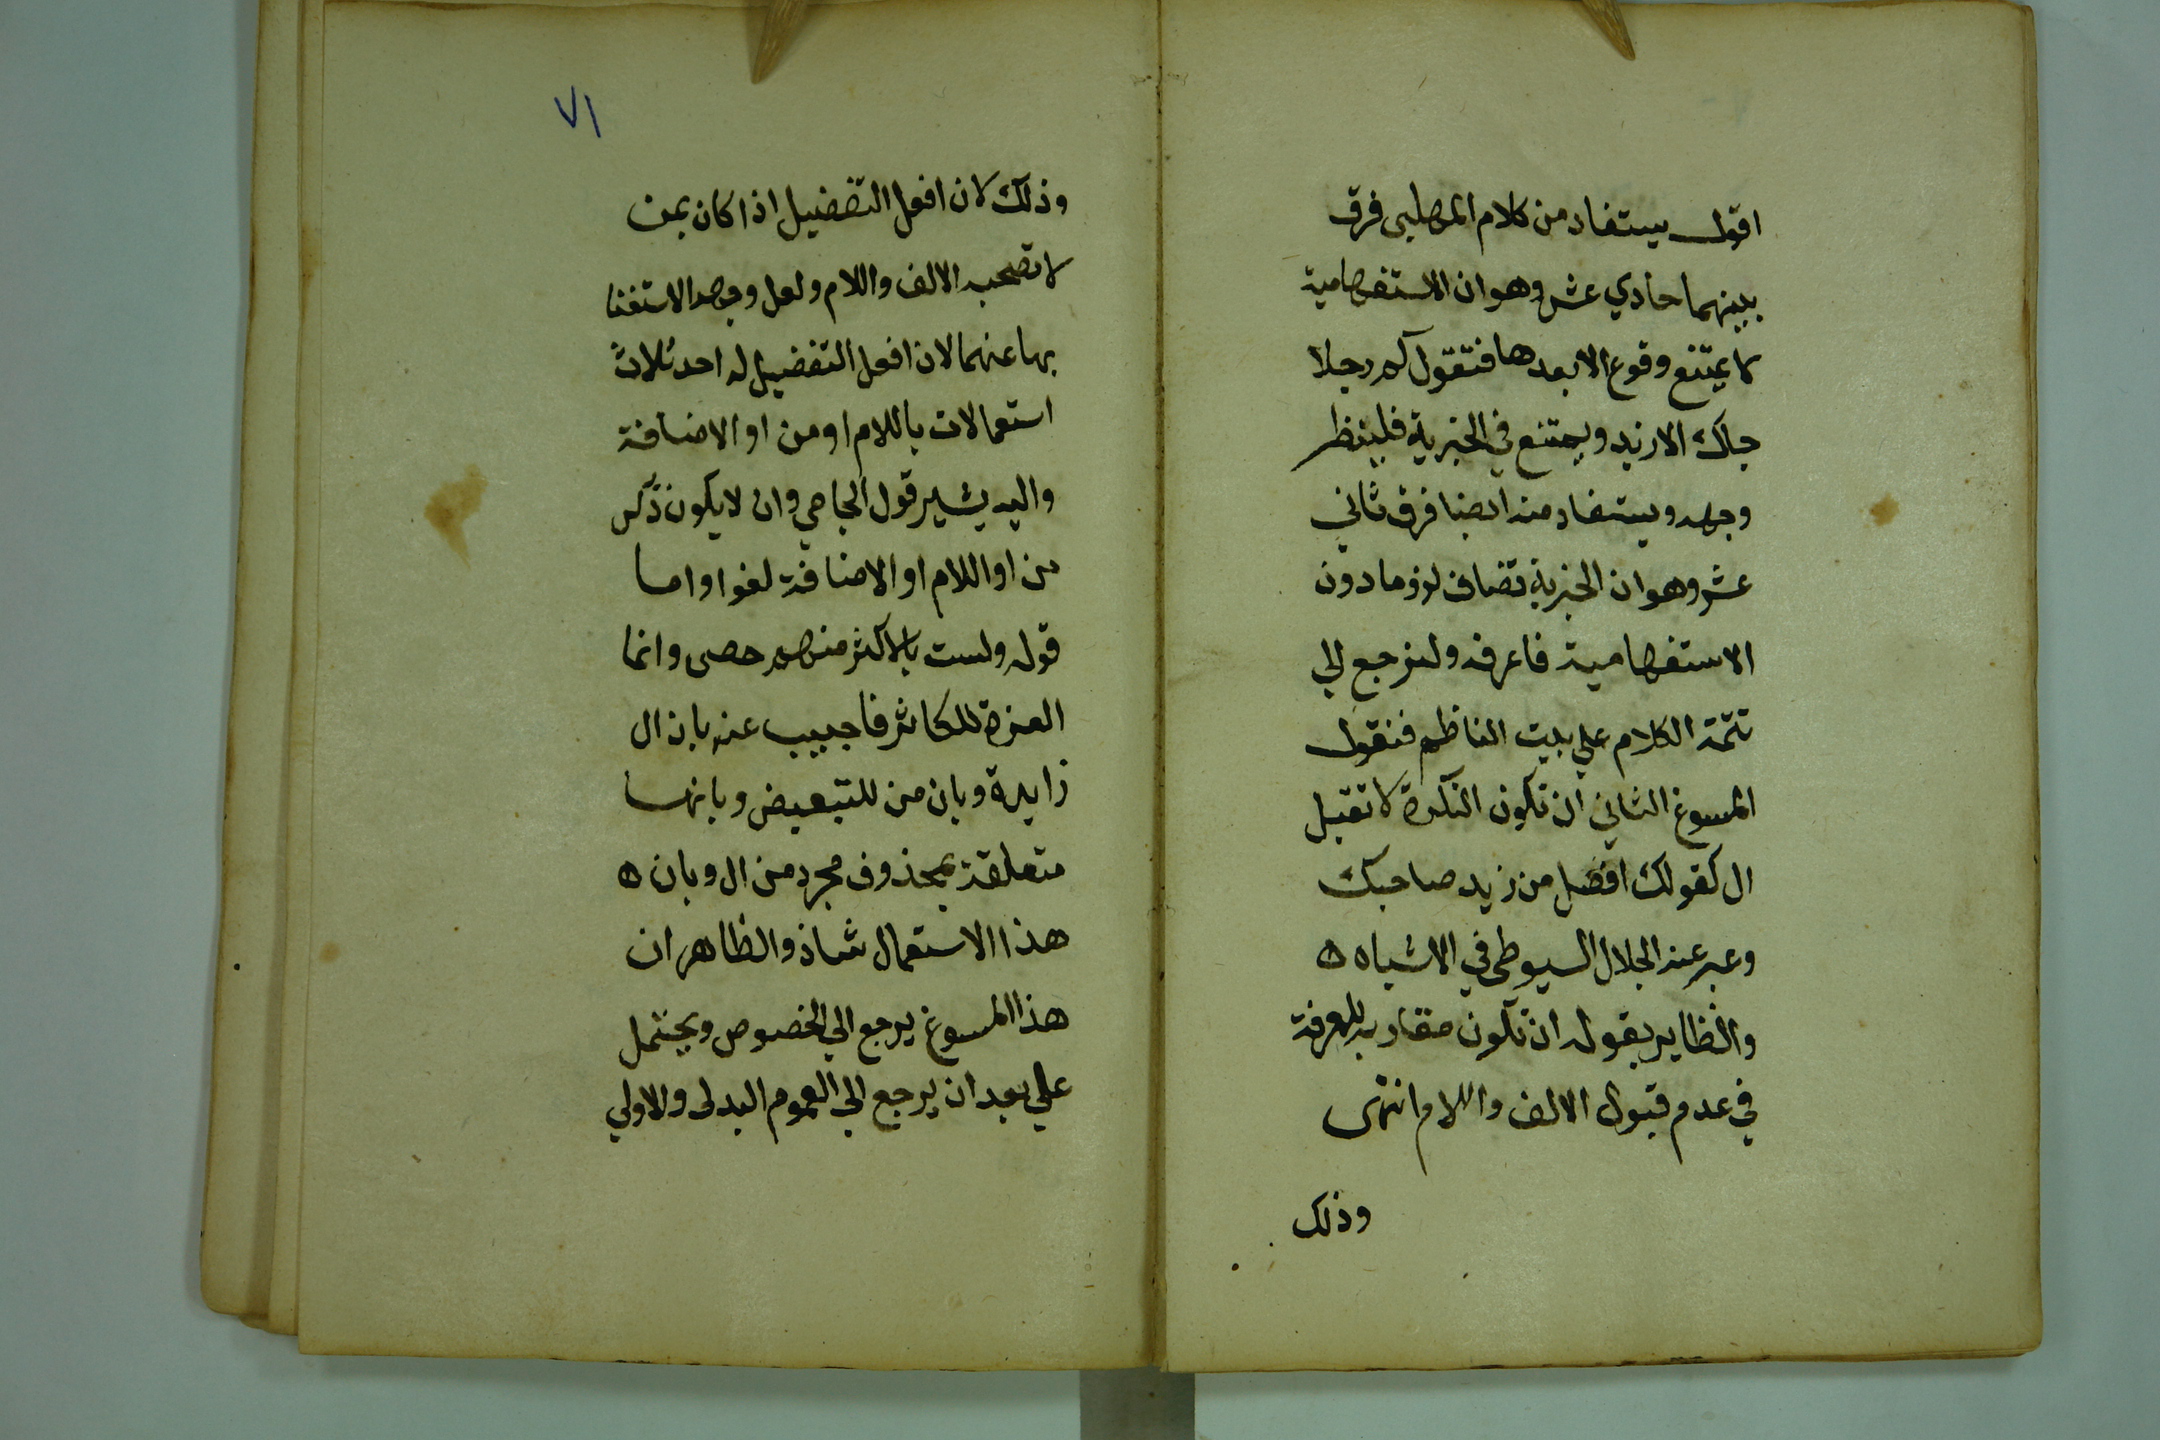 اقول يستفاد من كلام المهلبى فرق
بينهما حادي عشر وهو ان الاستفهامية
لا يمتنع وقوع الا بعدها فتقول كم رجلا
جاك الا زيد ويمتنع في الخبرية فلينظر
وجهه ويستفاد منه ايضا فرق ثاني
عشر وهو ان الخبرية تضاف لزوما دون
الاستفهامية فاعرفه ولنرجع الي
تتمة الكلام علي بيت الناظم فنقول
المسوغ الثاني ان تكون النكرة لا تقبل
ال كقولك افضل من زيد صاحبك
وعبر عنه الجلال السيوطى في الاشباه ه
والنظاير بقوله ان تكون مقاربه للمعرفة
في عدم قبول الالف واللام انتهى
وذلك
٧١
وذلك لان افعل التفضيل اذا كان بمن
لا تصحبه الالف واللام ولعل وجهه الاستغنا
بها عنهما لان افعل التفضيل له احد ثلاث
استعمالات باللام او من او الاضافة
واليه يشير قول الجامي وان لا يكون ذكر
من او اللام او الاضافة لغوا واما
قوله ولست بالاكثر منهم حصى وانما
العزة للكاثر فاجيب عنه بان ال
زايدة وبان من للتبعيض وبانها
متعلقة بمحذوف مجرد من ال وبان ه
هذا الاستعمال شاذ والظاهر ان
هذا المسوغ يرجع الي الخصوص ويحتمل
علي بعد ان يرجع الي العموم البدلى والاولي